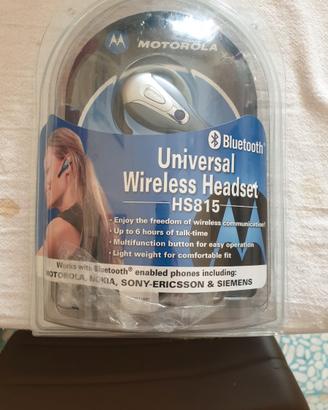 MOTOROLA
Bluetooth®
Universal
Wireless Headset
HS815
· Enjoy the freedom of wireless communication!
· Up to 6 hours of talk-time
· Multifunction button for easy operation
· Light weight for comfortable fit
Works with Bluetooth® enabled phones including:
MOTOROLA, NOKIA, SONY-ERICSSON & SIEMENS